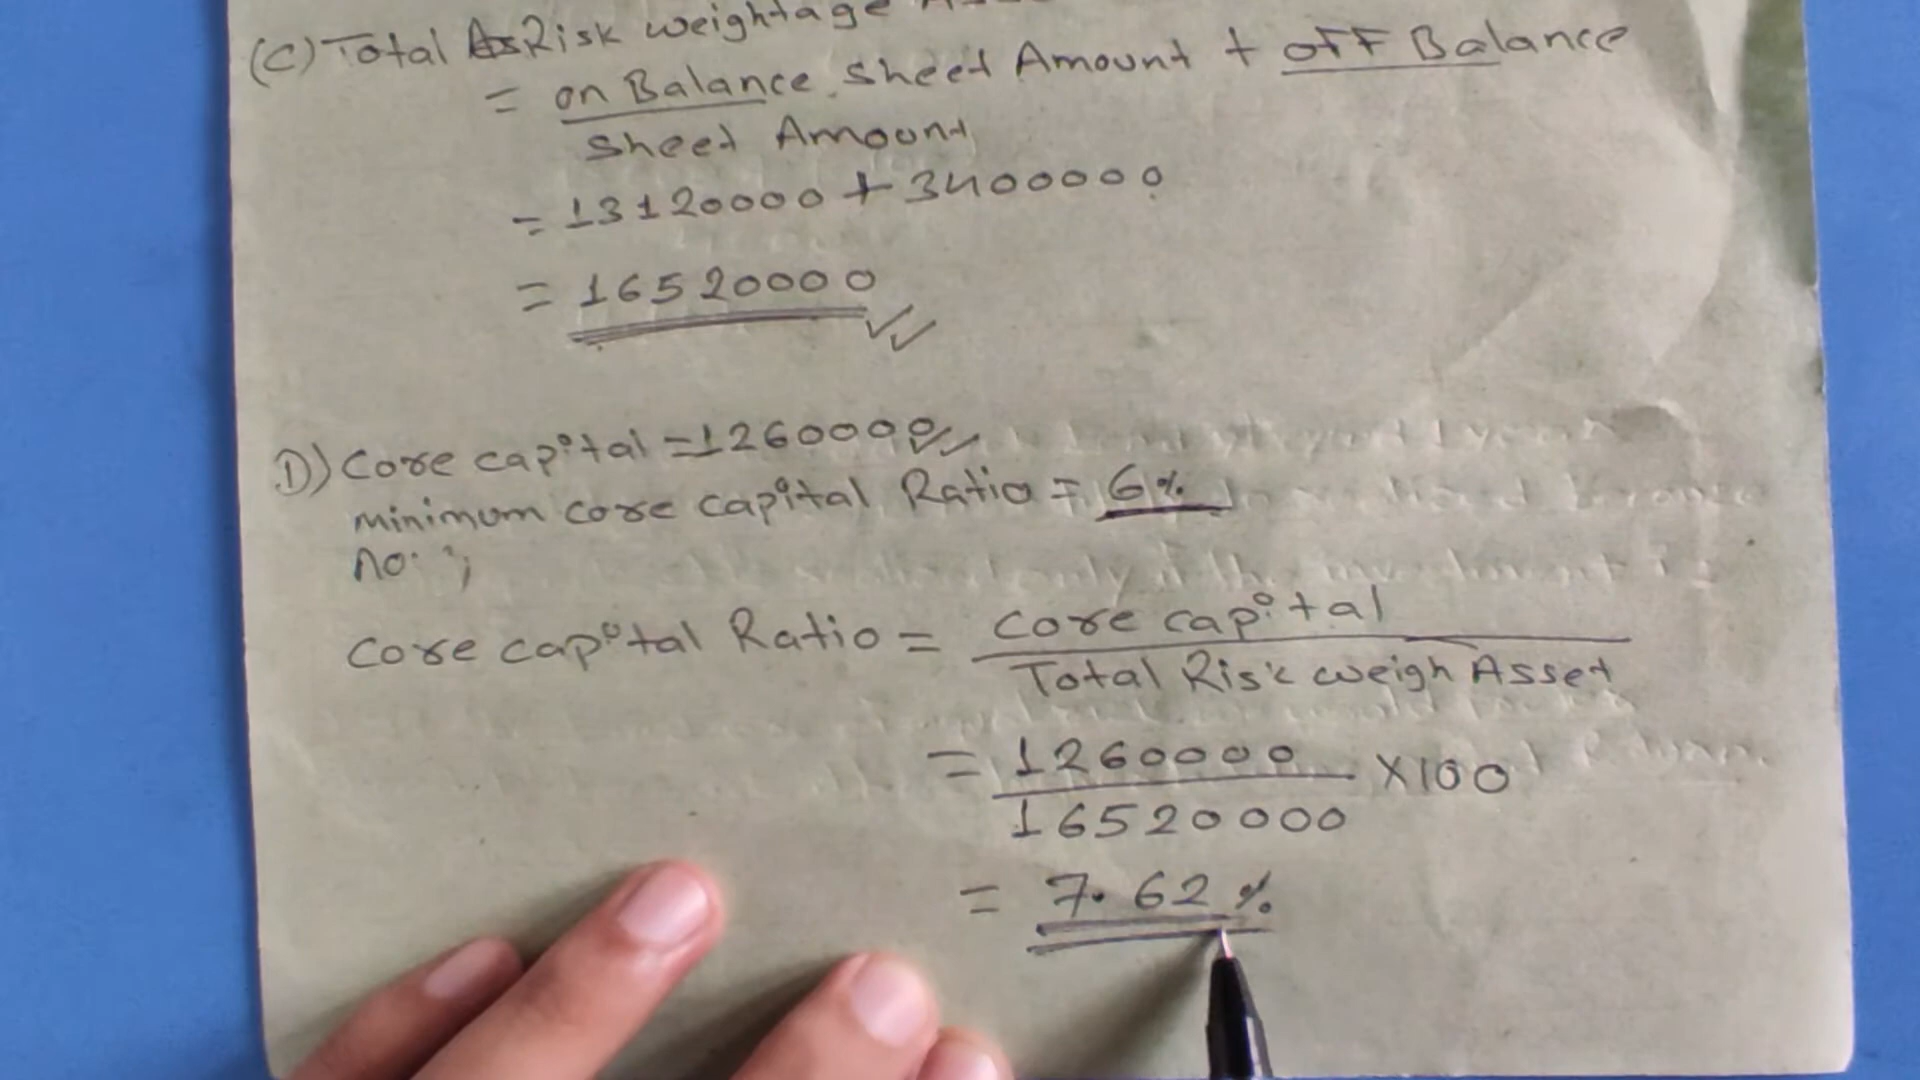 (C) Total Risk weightage
= on Balance sheet Amount + off Balance
sheet Amount
= 13120000 + 3400000
= 16520000
D) Core capital = 1260000
minimum core capital Ratio = 6%
no.;
core capital Ratio = core capital
Total Risk weigh Asset
= 1260000 X100
16520000
= 7.62 %